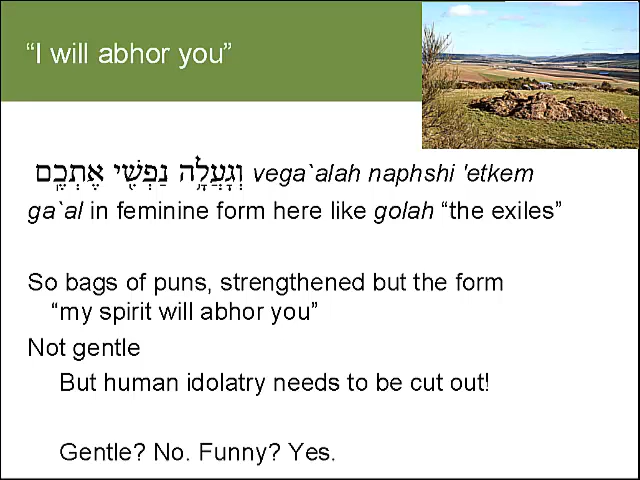 “I will abhor you”
וְגָעֲלָ֥ה נַפְשִׁ֖י אֶתְכֶֽם vega`alah naphshi 'etkem
ga`al in feminine form here like golah “the exiles”
So bags of puns, strengthened but the form
“my spirit will abhor you”
Not gentle
But human idolatry needs to be cut out!
Gentle? No. Funny? Yes.